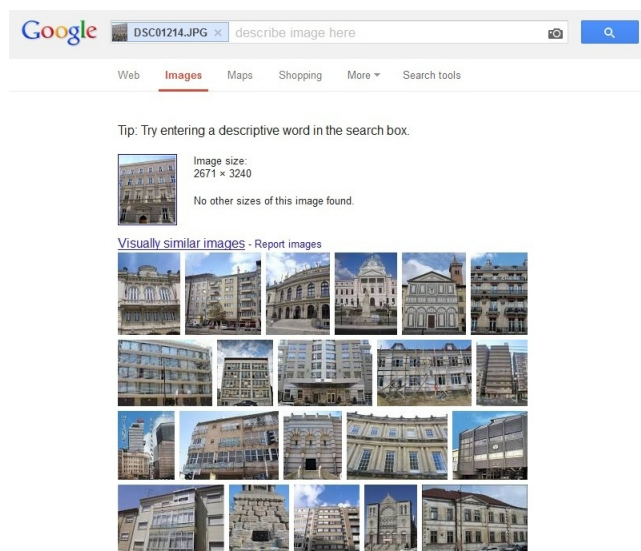 Google DSC01214.JPG × describe image here
Web Images Maps Shopping More Search tools
Tip: Try entering a descriptive word in the search box.
Image size:
2671 × 3240
No other sizes of this image found.
Visually similar images - Report images